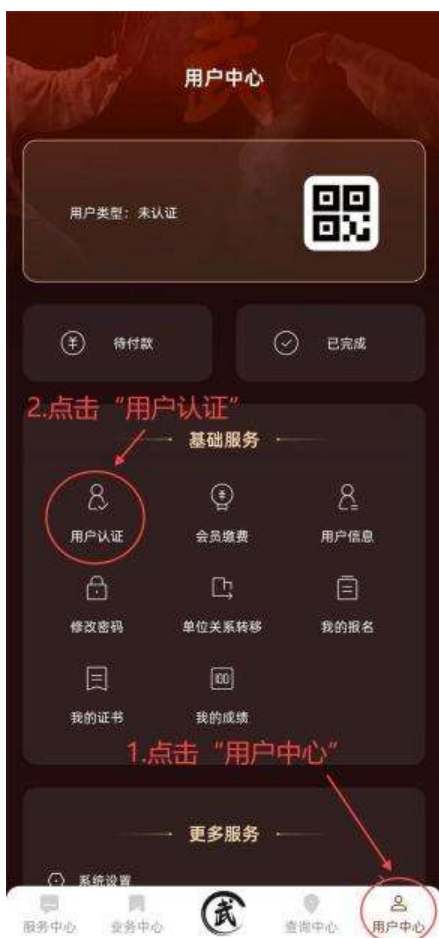 武
用户中心
用户类型：未认证
待付款
已完成
2.点击“用户认证”
基础服务
用户认证
会员缴费
用户信息
修改密码
单位关系转移
我的报名
100
我的证书
我的成绩
1.点击“用户中心”
更多服务
系统设置
武
服务中心
业务中心
查询中心
用户中心